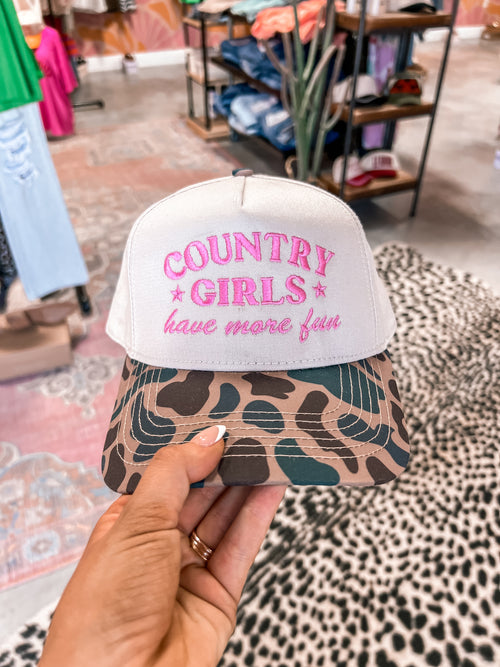 COUNTRY
★ GIRLS ★
have more fun